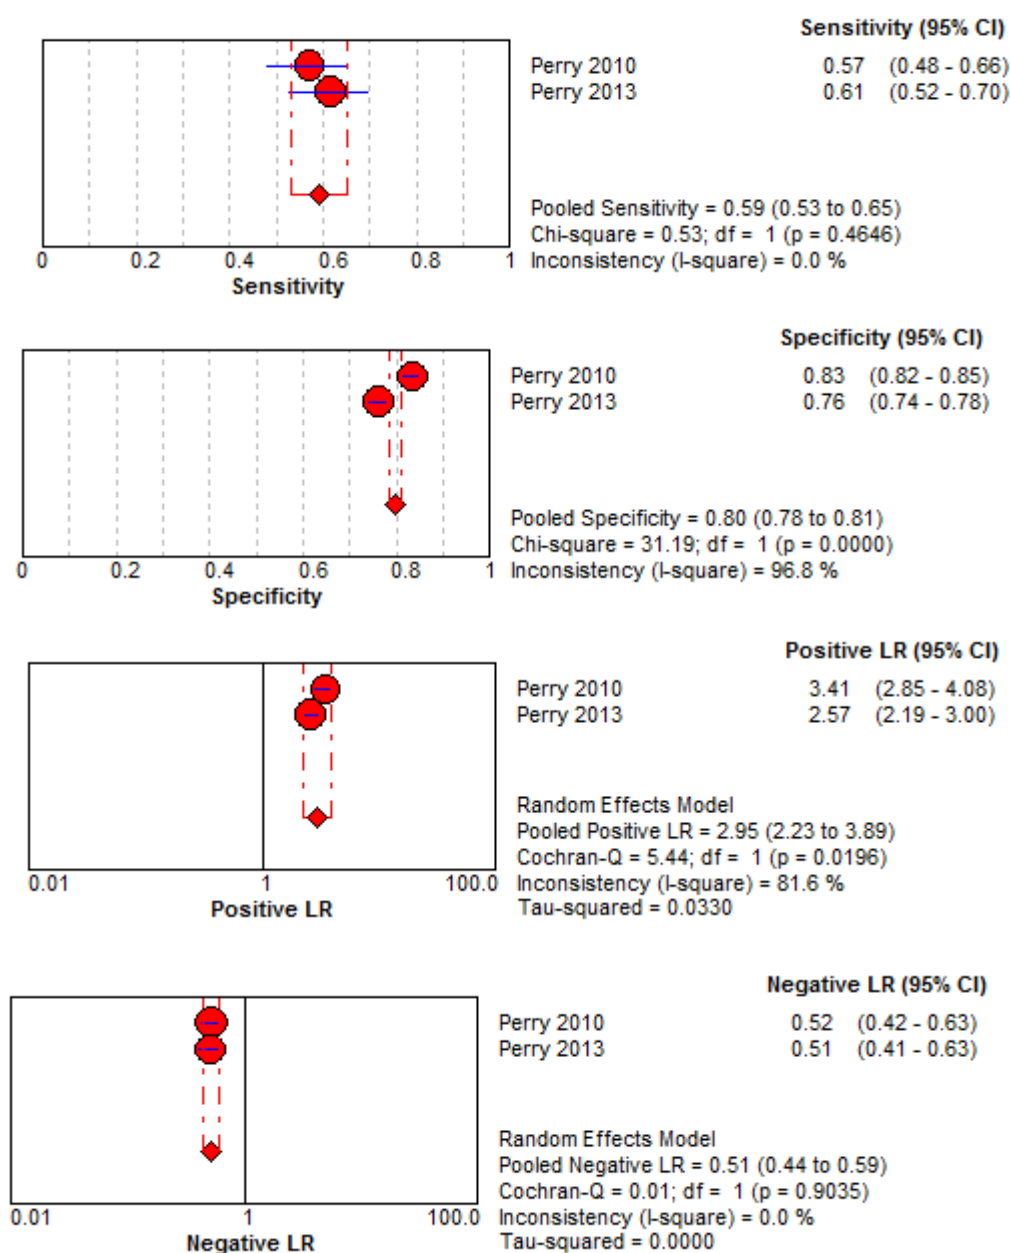 Sensitivity (95% CI)
Perry 2010 0.57 (0.48 - 0.66)
Perry 2013 0.61 (0.52 - 0.70)
Pooled Sensitivity = 0.59 (0.53 to 0.65)
Chi-square = 0.53; df = 1 (p = 0.4646)
0 0.2 0.4 0.6 0.8 1 Inconsistency (I-square) = 0.0 %
Sensitivity
Specificity (95% CI)
Perry 2010 0.83 (0.82 - 0.85)
Perry 2013 0.76 (0.74 - 0.78)
Pooled Specificity = 0.80 (0.78 to 0.81)
Chi-square = 31.19; df = 1 (p = 0.0000)
0 0.2 0.4 0.6 0.8 1 Inconsistency (I-square) = 96.8 %
Specificity
Positive LR (95% CI)
Perry 2010 3.41 (2.85 - 4.08)
Perry 2013 2.57 (2.19 - 3.00)
Random Effects Model
Pooled Positive LR = 2.95 (2.23 to 3.89)
Cochran-Q = 5.44; df = 1 (p = 0.0196)
0.01 1 100.0 Inconsistency (I-square) = 81.6 %
Positive LR Tau-squared = 0.0330
Negative LR (95% CI)
Perry 2010 0.52 (0.42 - 0.63)
Perry 2013 0.51 (0.41 - 0.63)
Random Effects Model
Pooled Negative LR = 0.51 (0.44 to 0.59)
Cochran-Q = 0.01; df = 1 (p = 0.9035)
0.01 1 100.0 Inconsistency (I-square) = 0.0 %
Negative LR Tau-squared = 0.0000